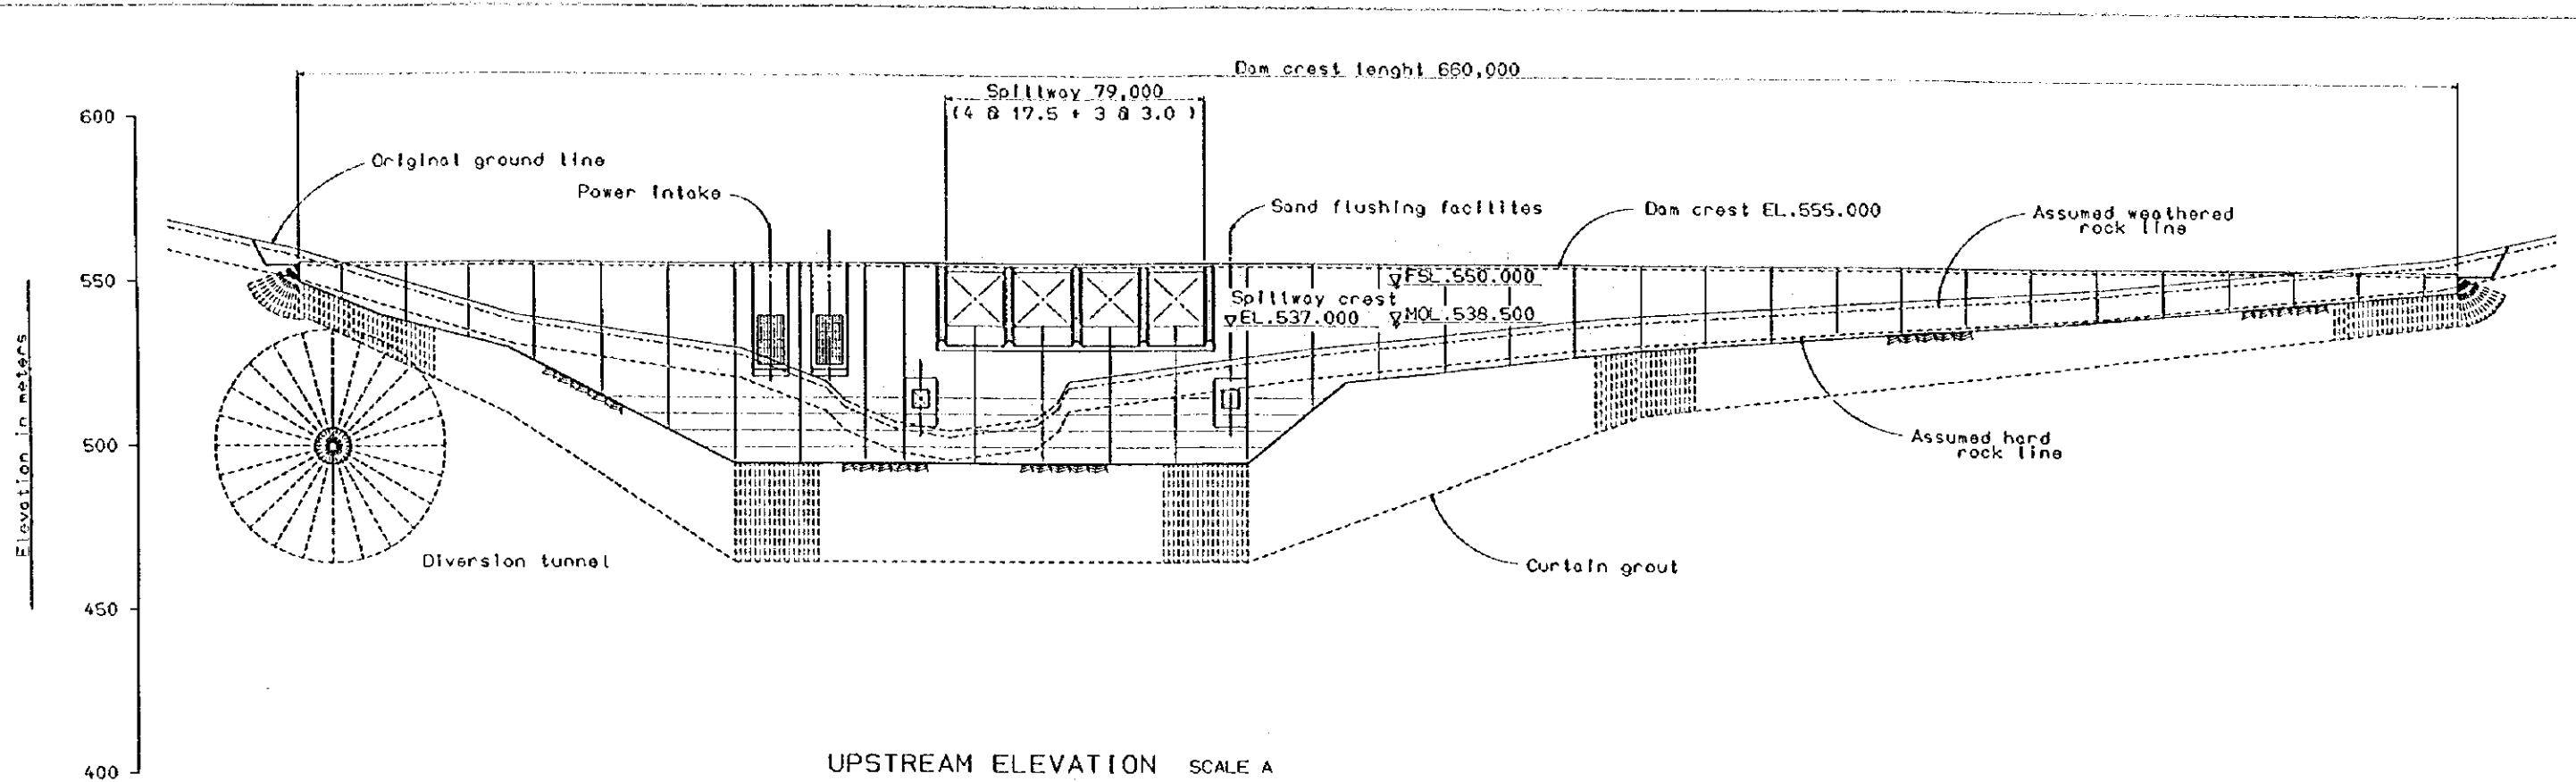 Dam crest lenght 660,000
Spillway 79,000
(4 @ 17.5 + 3 @ 3.0 )
600
Original ground line
Power Intake
Sand flushing facilites
Dam crest EL.555.000
Assumed weathered
rock line
550
FSL.550.000
Spillway crest
EL.537.000
MOL.538.500
Elevation in meters
500
Assumed hard
rock line
Diversion tunnel
Curtain grout
450
400
UPSTREAM ELEVATION SCALE A